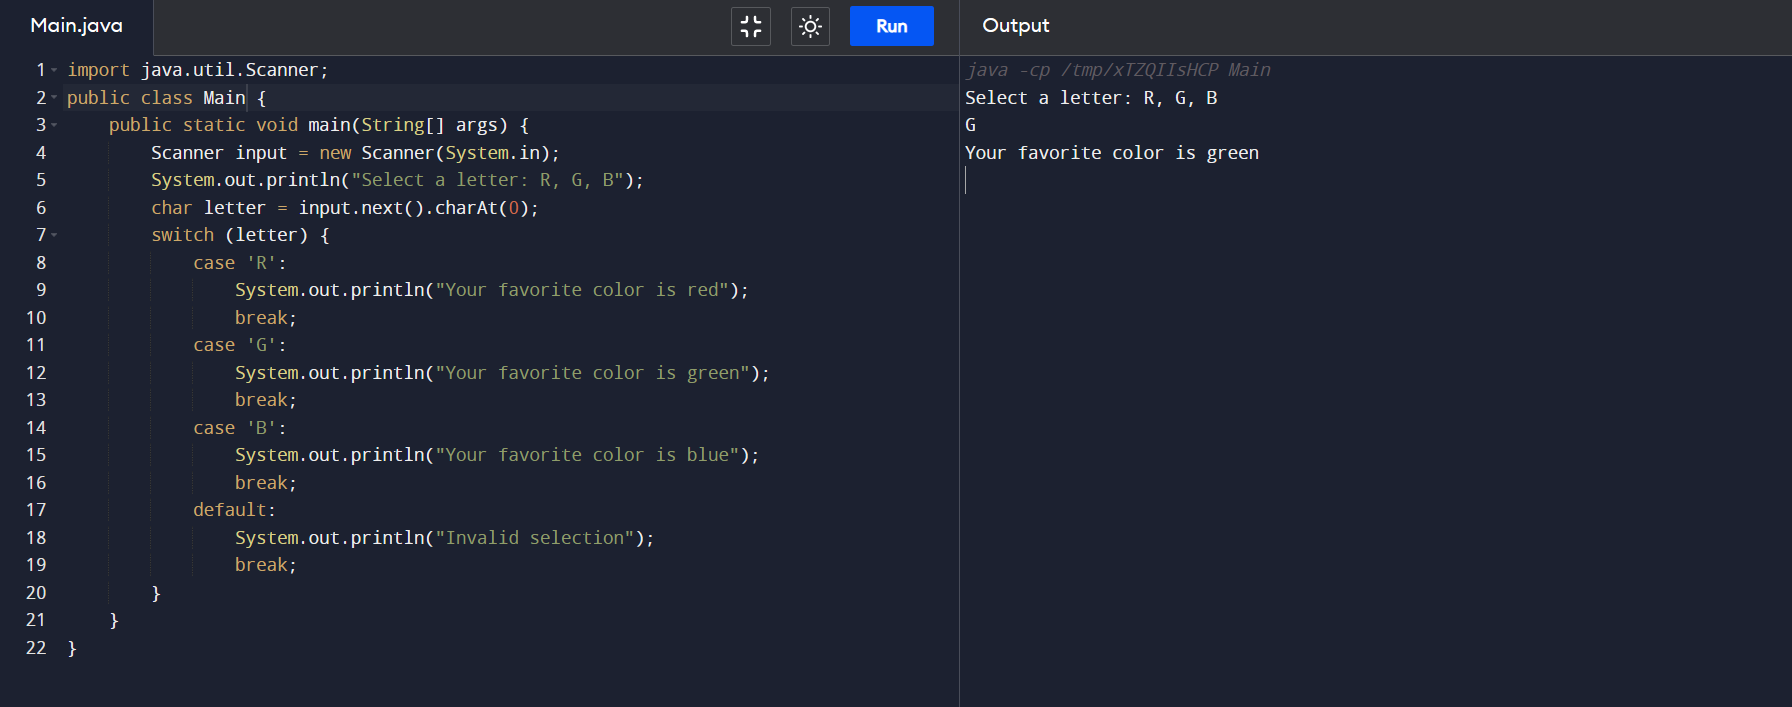 Main.java
Run
Output
1 import java.util.Scanner;
2 public class Main {
3     public static void main(String[] args) {
4         Scanner input = new Scanner(System.in);
5         System.out.println("Select a letter: R, G, B");
6         char letter = input.next().charAt(0);
7         switch (letter) {
8             case 'R':
9                 System.out.println("Your favorite color is red");
10                 break;
11             case 'G':
12                 System.out.println("Your favorite color is green");
13                 break;
14             case 'B':
15                 System.out.println("Your favorite color is blue");
16                 break;
17             default:
18                 System.out.println("Invalid selection");
19                 break;
20         }
21     }
22 }
java -cp /tmp/xTZQIIsHCP Main
Select a letter: R, G, B
G
Your favorite color is green